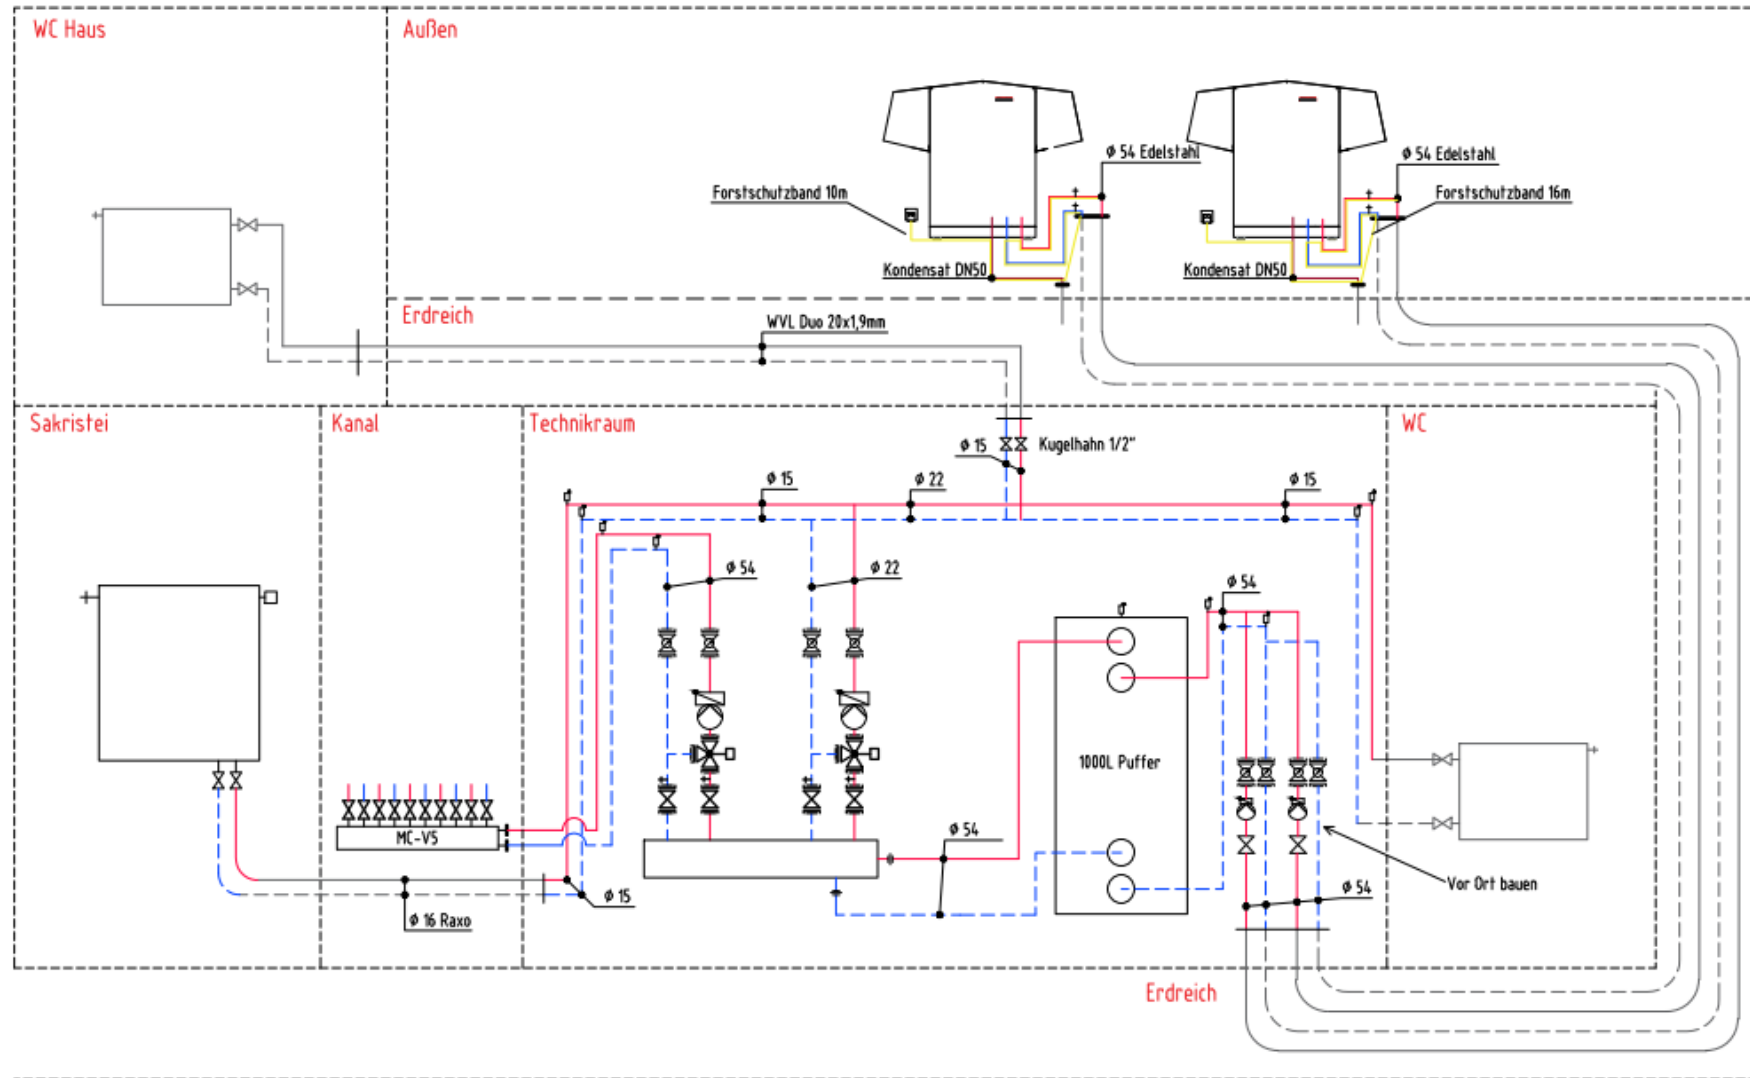 WC Haus
Außen
ϕ 54 Edelstahl
ϕ 54 Edelstahl
Forstschutzband 10m
Forstschutzband 16m
Kondensat DN50
Kondensat DN50
Erdreich
WVL Duo 20x1,9mm
Sakristei
Kanal
Technikraum
WC
ϕ 15
Kugelhahn 1/2"
ϕ 15
ϕ 22
ϕ 15
ϕ 54
ϕ 22
ϕ 54
1000L Puffer
MC-V5
ϕ 54
Vor Ort bauen
ϕ 54
ϕ 15
ϕ 16 Raxo
Erdreich